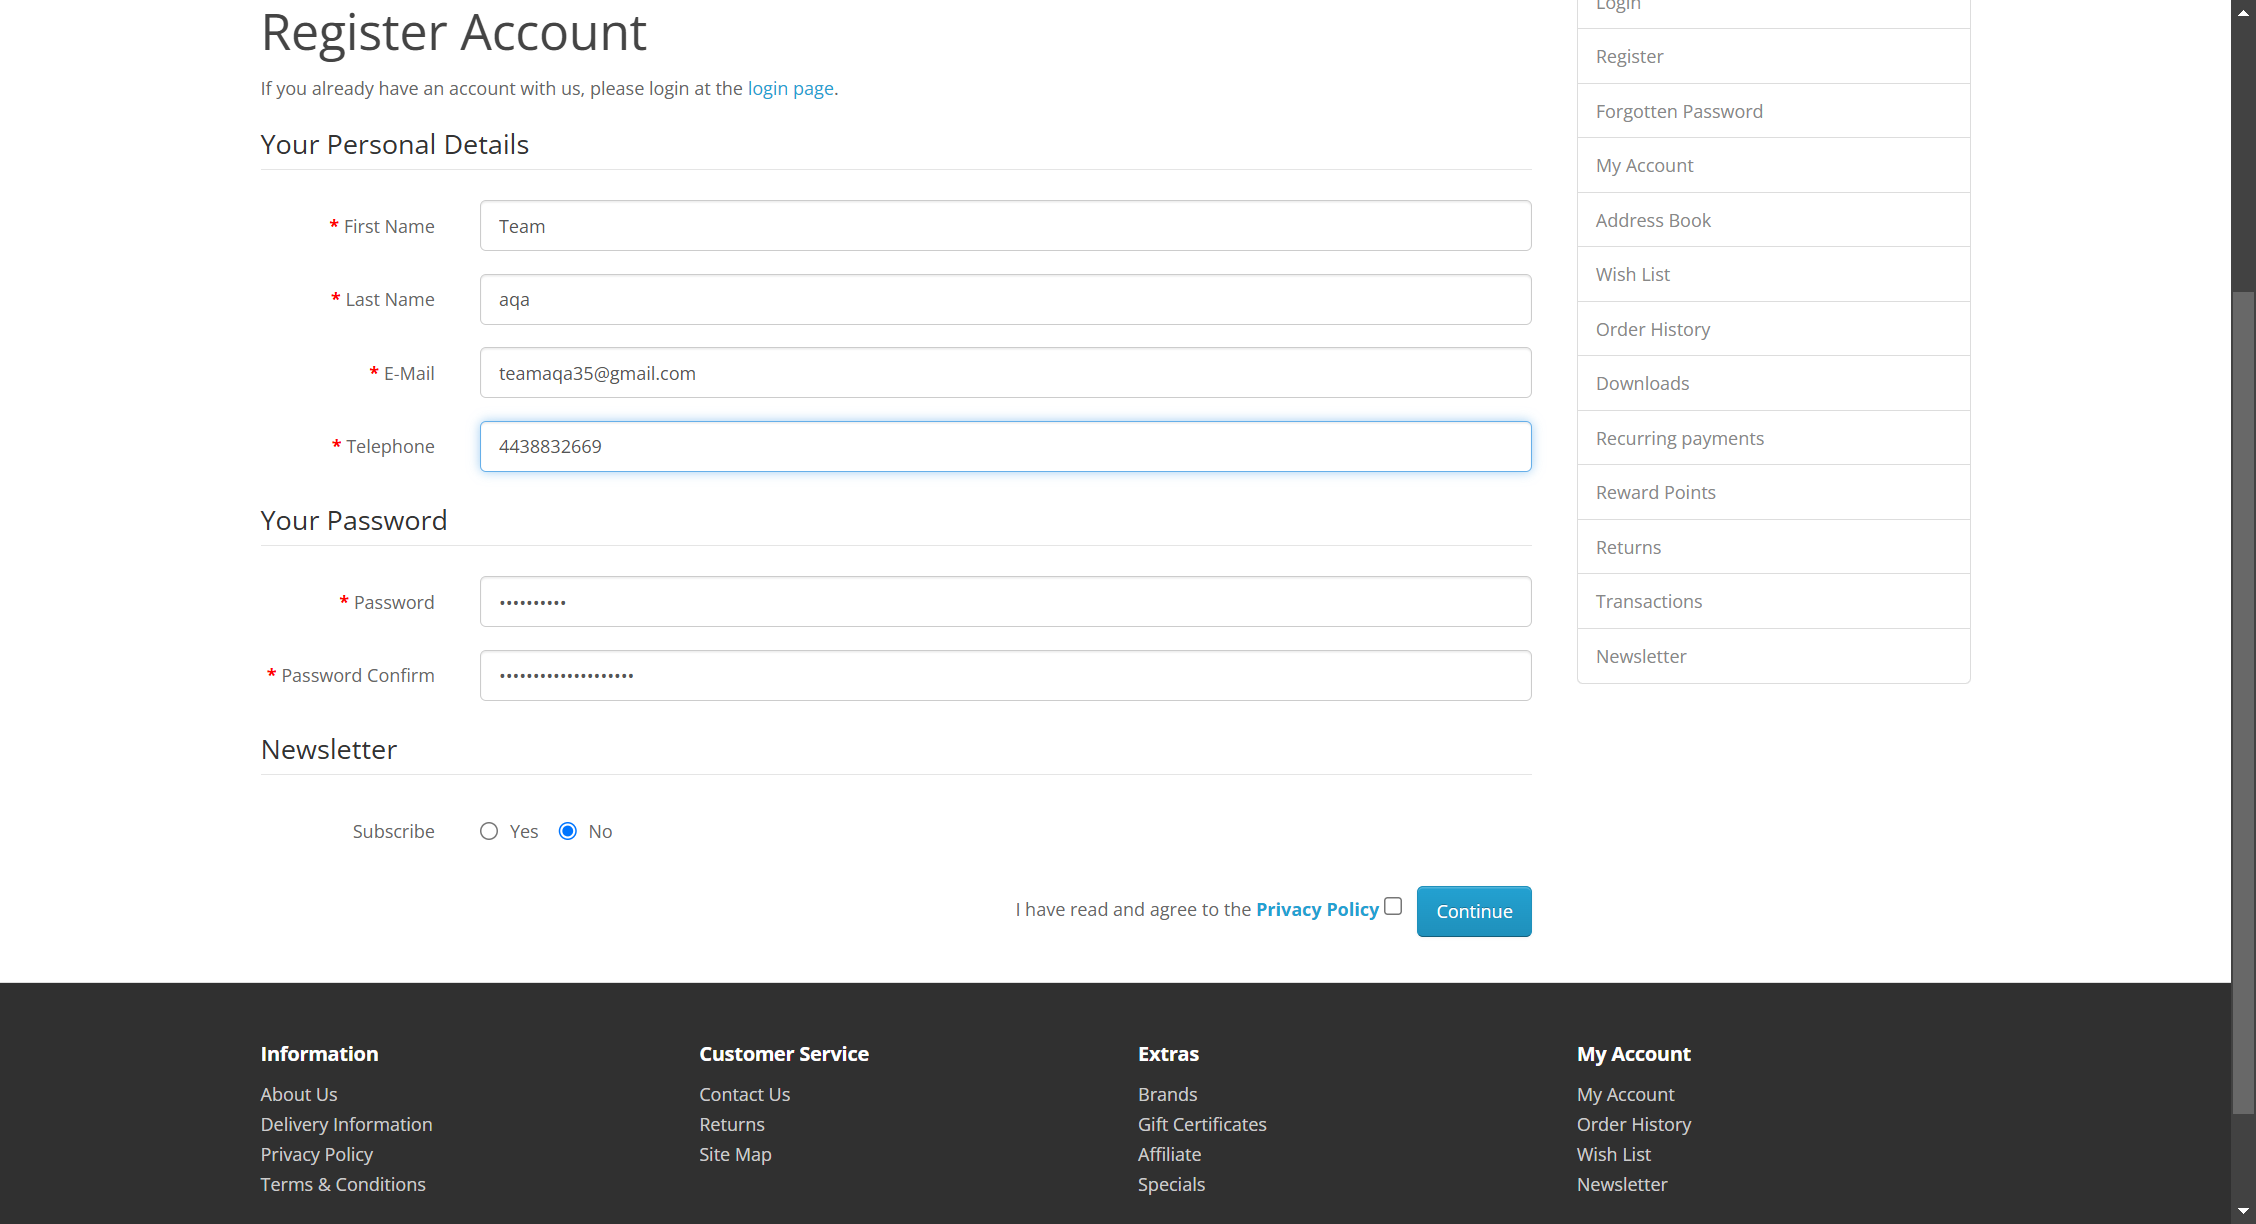 Register Account
If you already have an account with us, please login at the login page.
Your Personal Details
* First Name
Team
* Last Name
aqa
* E-Mail
teamaqa35@gmail.com
* Telephone
4438832669
Your Password
* Password
••••••••••
* Password Confirm
••••••••••••••••••••
Newsletter
Subscribe
Yes
No
I have read and agree to the Privacy Policy
Continue
Login
Register
Forgotten Password
My Account
Address Book
Wish List
Order History
Downloads
Recurring payments
Reward Points
Returns
Transactions
Newsletter
Information
About Us
Delivery Information
Privacy Policy
Terms & Conditions
Customer Service
Contact Us
Returns
Site Map
Extras
Brands
Gift Certificates
Affiliate
Specials
My Account
My Account
Order History
Wish List
Newsletter